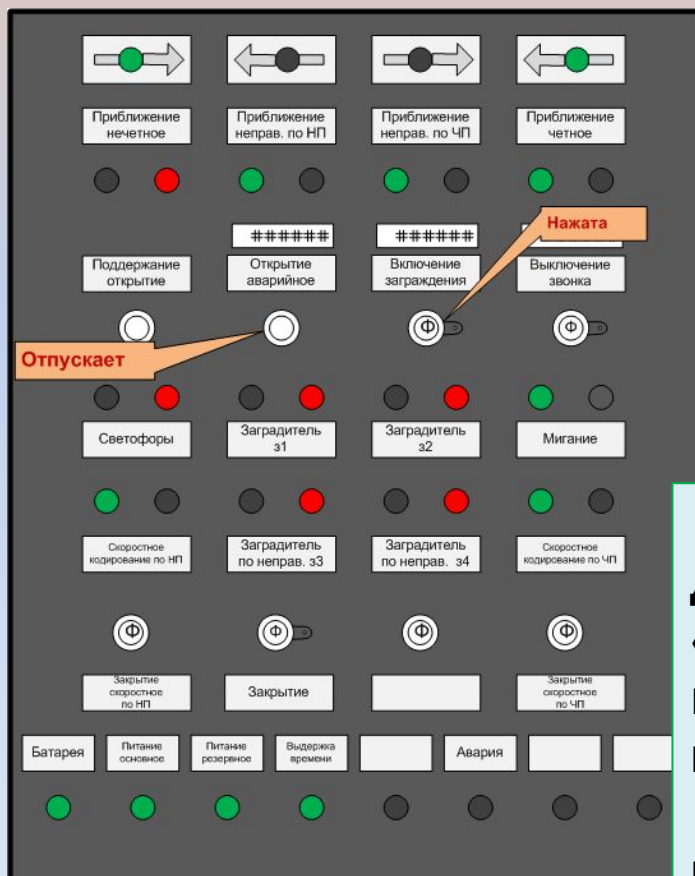 Приближение
нечетное
Приближение
неправ. по НП
Приближение
неправ. по ЧП
Приближение
четное
######
######
Нажата
Поддержание
открытие
Открытие
аварийное
Включение
заграждения
Выключение
звонка
Ф
Ф
Отпускает
Светофоры
Заградитель
з1
Заградитель
з2
Мигание
Скоростное
кодирование по НП
Заградитель
по неправ. з3
Заградитель
по неправ. з4
Скоростное
кодирование по ЧП
Ф
Ф
Ф
Ф
Закрытие
скоростное
по НП
Закрытие
Закрытие
скоростное
по ЧП
Батарея
Питание
основное
Питание
резервное
Выдержка
времени
Авария